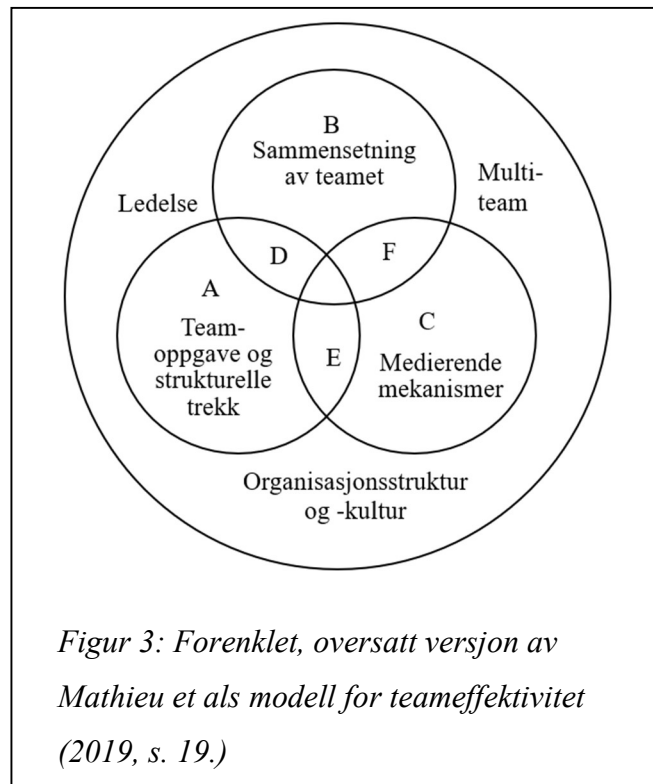 B
Sammensetning
av teamet
Ledelse
Multi-
team
D
F
A
Team-
oppgave og
strukturelle
trekk
E
C
Medierende
mekanismer
Organisasjonsstruktur
og -kultur
Figur 3: Forenklet, oversatt versjon av
Mathieu et als modell for teameffektivitet
(2019, s. 19.)